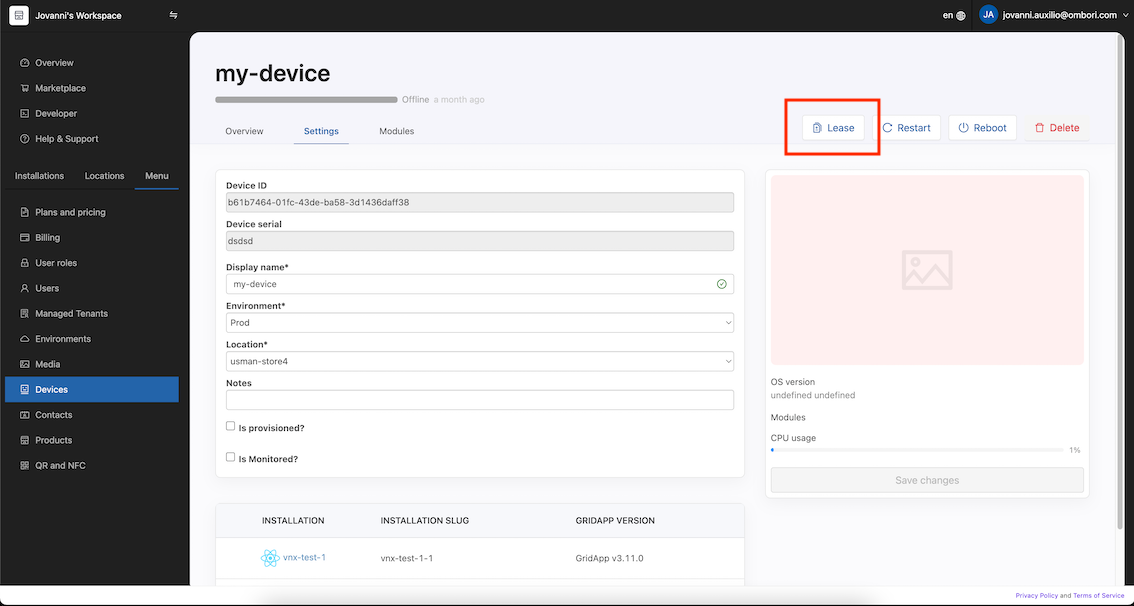 Jovanni's Workspace
en
JA
jovanni.auxilio@ombori.com
Overview
Marketplace
Developer
Help & Support
Installations
Locations
Menu
Plans and pricing
Billing
User roles
Users
Managed Tenants
Environments
Media
Devices
Contacts
Products
QR and NFC
my-device
Offline a month ago
Overview
Settings
Modules
Lease
Restart
Reboot
Delete
Device ID
b61b7464-01fc-43de-ba58-3d1436daff38
Device serial
dsdsd
Display name*
my-device
Environment*
Prod
Location*
usman-store4
Notes
Is provisioned?
Is Monitored?
OS version
undefined undefined
Modules
CPU usage
1%
Save changes
INSTALLATION INSTALLATION SLUG GRIDAPP VERSION
vnx-test-1 vnx-test-1-1 GridApp v3.11.0
Privacy Policy and Terms of Service